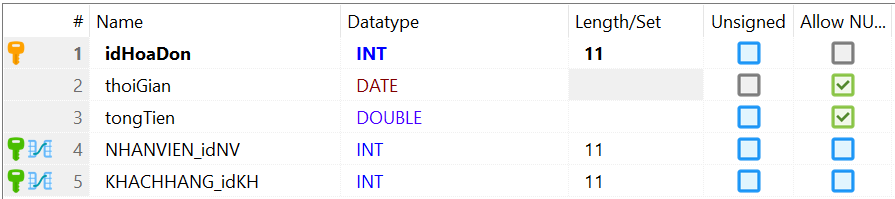 # Name Datatype Length/Set Unsigned Allow NU...
1 idHoaDon INT 11
2 thoiGian DATE
3 tongTien DOUBLE
4 NHANVIEN_idNV INT 11
5 KHACHHANG_idKH INT 11